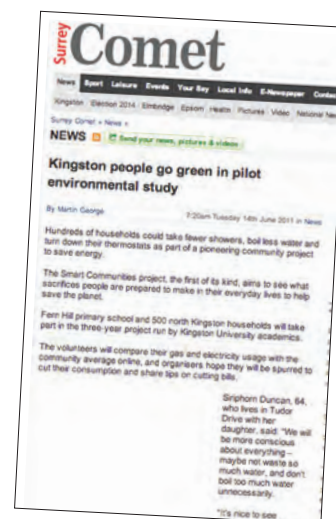 Surrey
Comet
News Sport Leisure Events Your Say Local Info E-Newspaper Contact
Kingston Election 2014 Elmbridge Epsom Health Pictures Video National Ne
Surrey Comet » News »
NEWS Send your news, pictures & videos
Kingston people go green in pilot
environmental study
By Martin George
7:20am Tuesday 14th June 2011 in News
Hundreds of households could take fewer showers, boil less water and
turn down their thermostats as part of a pioneering community project
to save energy.
The Smart Communities project, the first of its kind, aims to see what
sacrifices people are prepared to make in their everyday lives to help
save the planet.
Fern Hill primary school and 500 north Kingston households will take
part in the three-year project run by Kingston University academics.
The volunteers will compare their gas and electricity usage with the
community average online, and organisers hope they will be spurred to
cut their consumption and share tips on cutting bills.
Siriphorn Duncan, 64,
who lives in Tudor
Drive with her
daughter, said: "We will
be more conscious
about everything –
maybe not waste so
much water, and don't
boil too much water
unnecessarily.
"It's nice to see